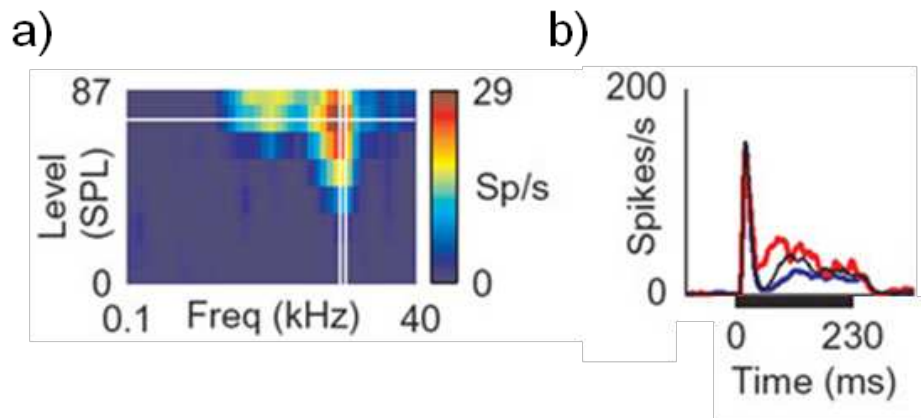 a)
87
Level
(SPL)
0
0.1 Freq (kHz) 40
29
Sp/s
0
b)
200
Spikes/s
0
0 230
Time (ms)